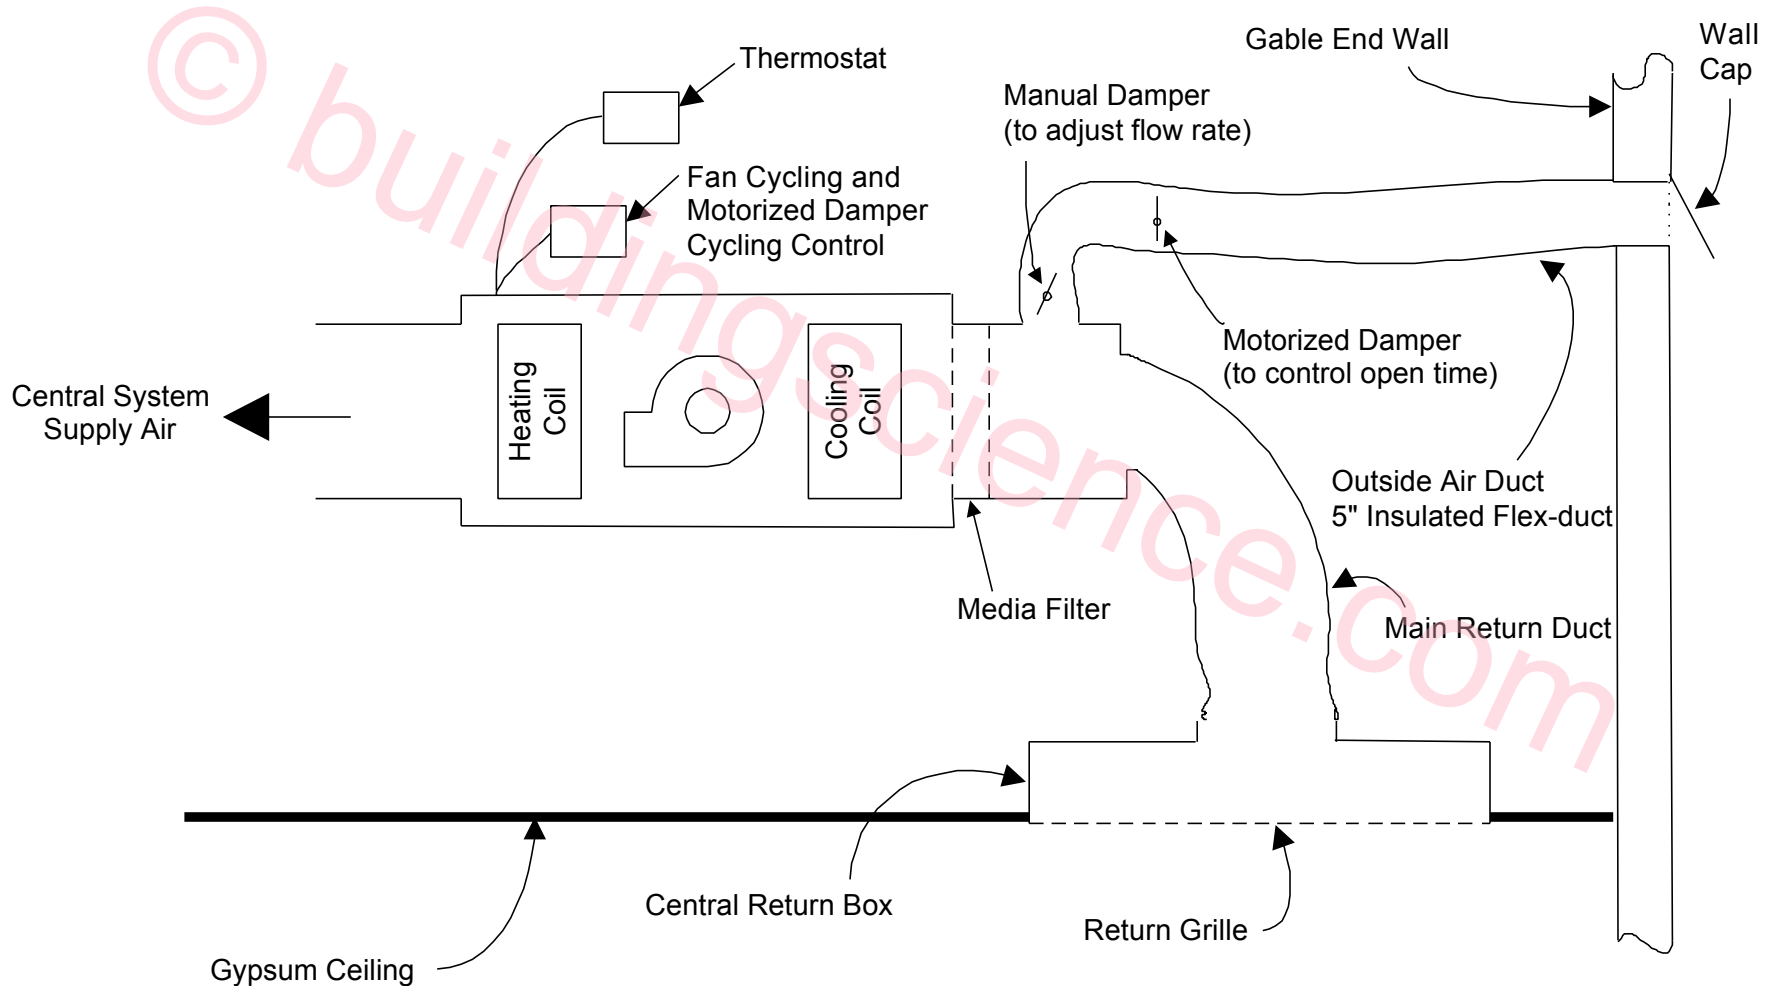 Thermostat
Gable End Wall
Wall
Cap
Manual Damper
(to adjust flow rate)
Fan Cycling and
Motorized Damper
Cycling Control
Motorized Damper
(to control open time)
Central System
Supply Air
Heating
Coil
Cooling
Coil
Outside Air Duct
5" Insulated Flex-duct
Media Filter
Main Return Duct
Central Return Box
Return Grille
Gypsum Ceiling
© buildingscience.com